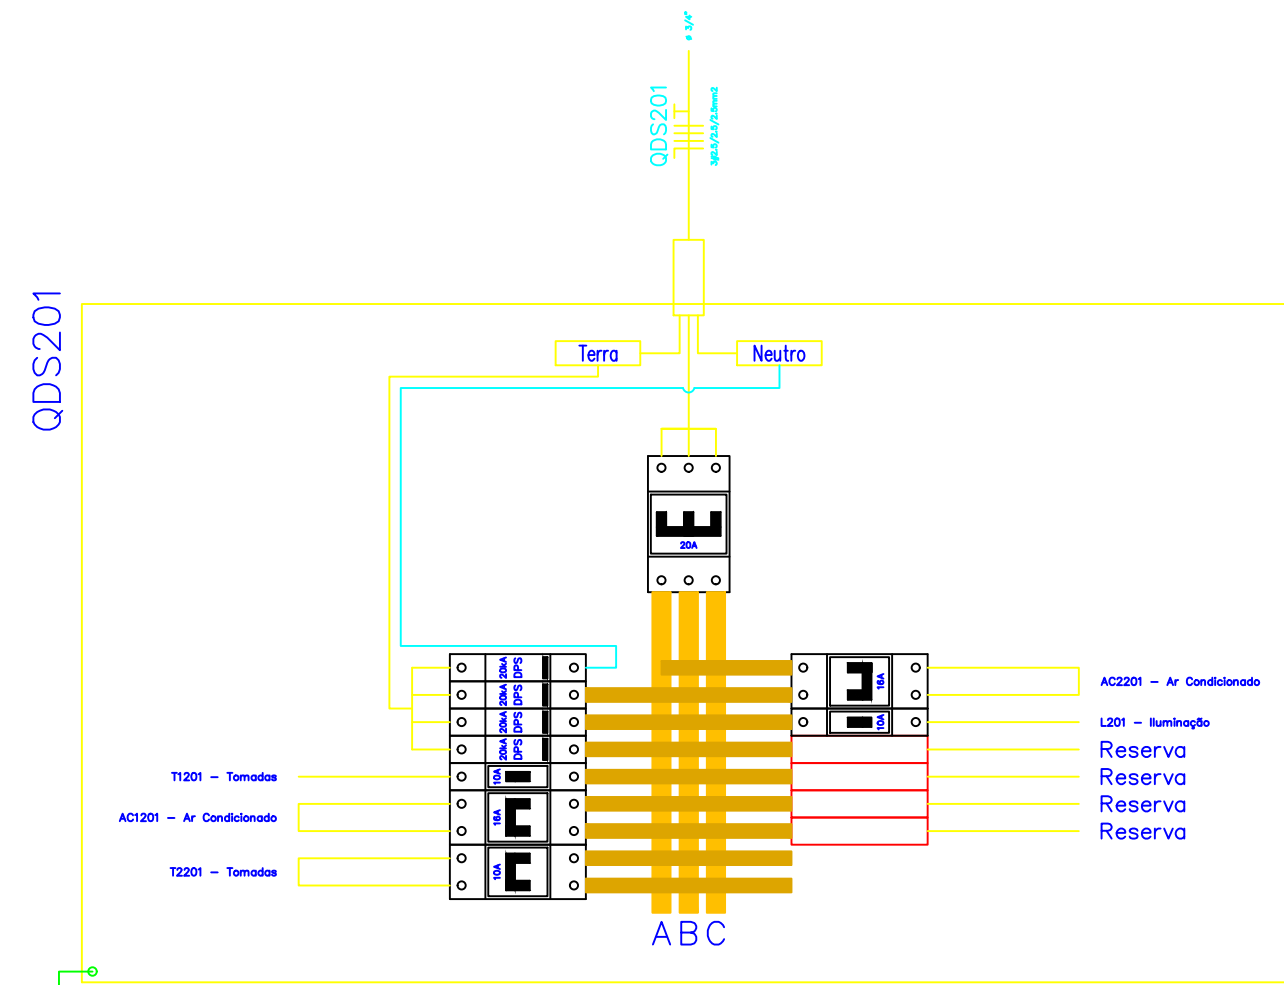 ø 3/4"
QDS201
3#2.5/2.5/2.5mm2
QDS201
Terra
Neutro
20A
20kA
DPS
20kA
DPS
20kA
DPS
20kA
DPS
16A
AC2201 - Ar Condicionado
10A
L201 - Iluminação
Reserva
T1201 - Tomadas
10A
Reserva
AC1201 - Ar Condicionado
16A
Reserva
Reserva
T2201 - Tomadas
10A
A B C